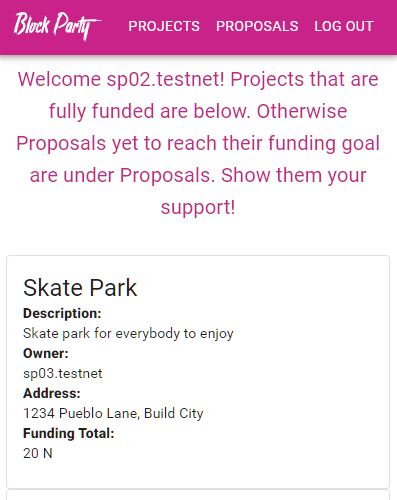 Block Party
PROJECTS PROPOSALS LOG OUT
Welcome sp02.testnet! Projects that are
fully funded are below. Otherwise
Proposals yet to reach their funding goal
are under Proposals. Show them your
support!
Skate Park
Description:
Skate park for everybody to enjoy
Owner:
sp03.testnet
Address:
1234 Pueblo Lane, Build City
Funding Total:
20 N